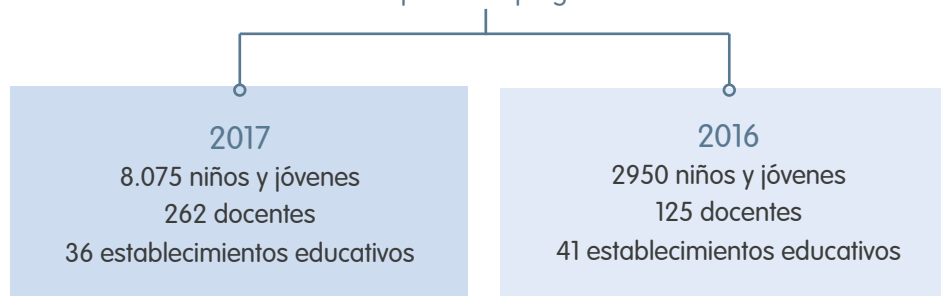 2017
8.075 niños y jóvenes
262 docentes
36 establecimientos educativos
2016
2950 niños y jóvenes
125 docentes
41 establecimientos educativos